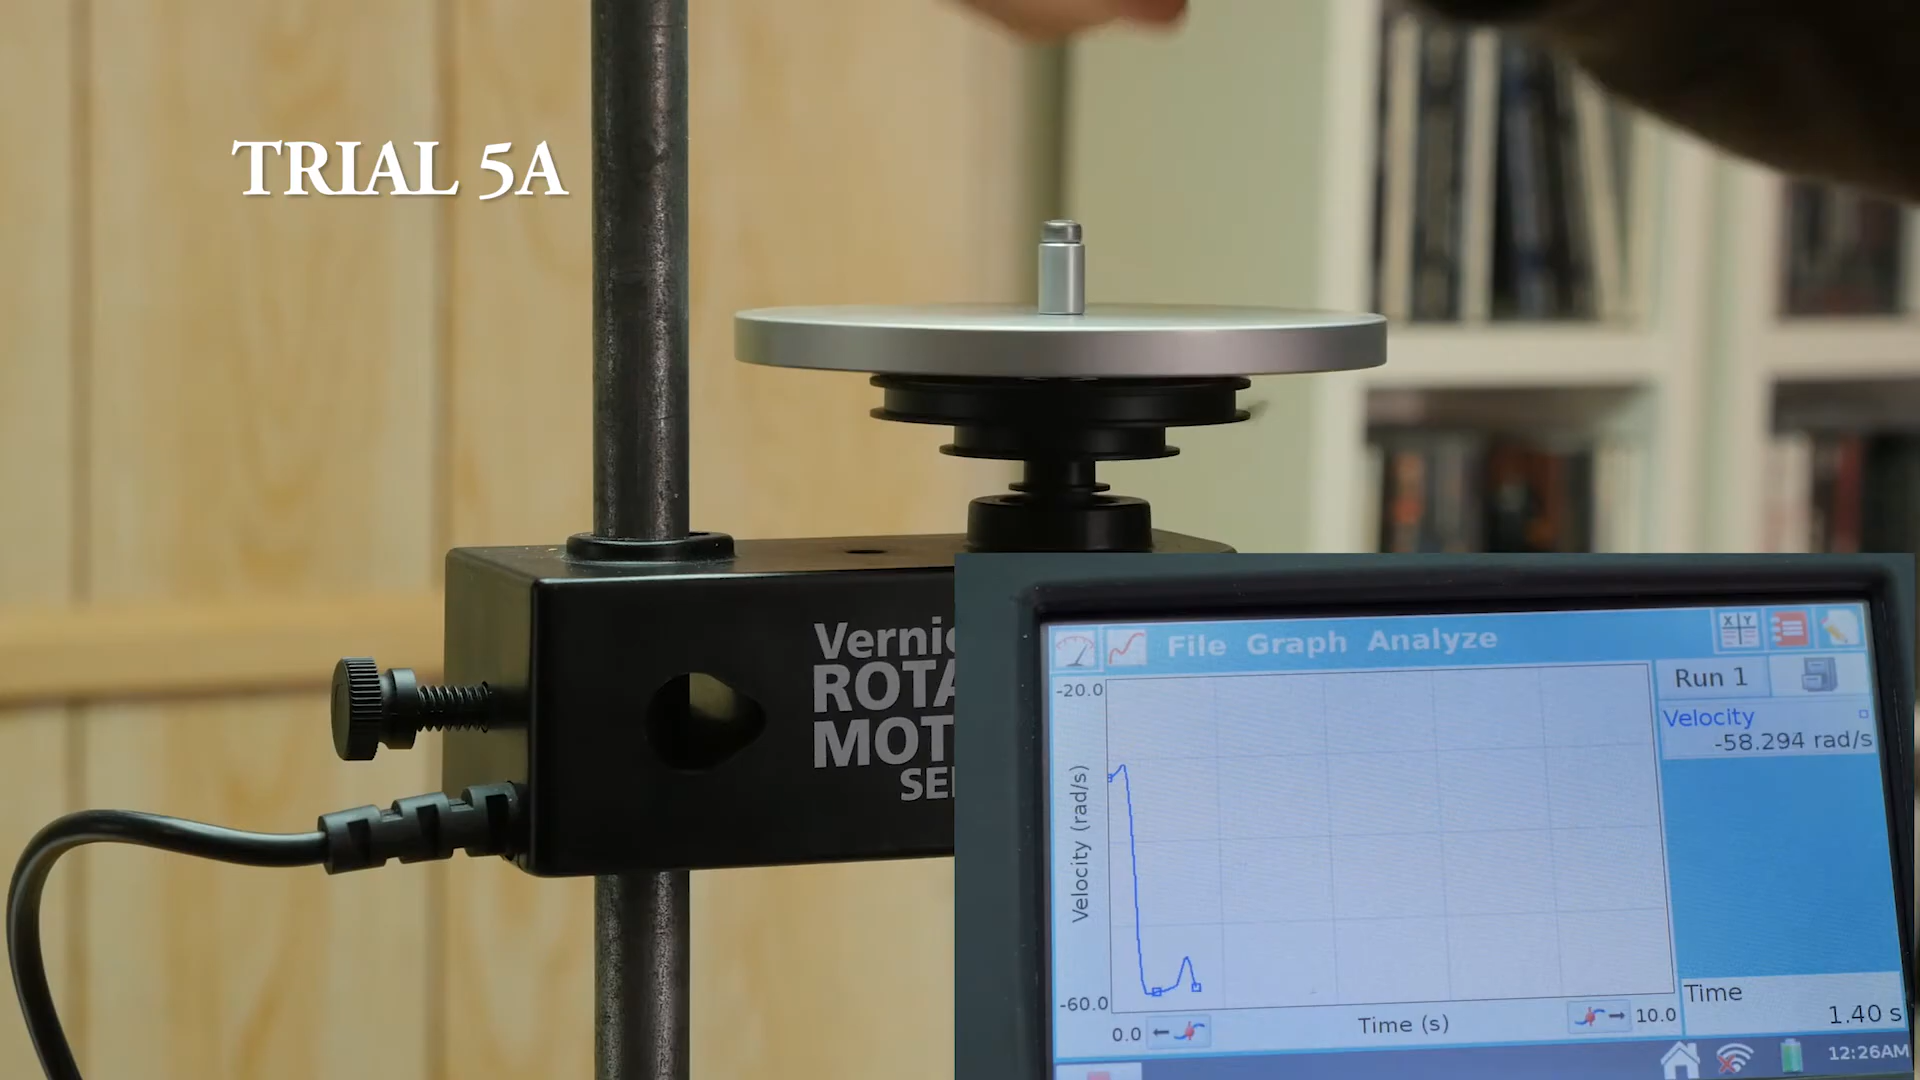 TRIAL 5A
Vernie
ROTA
MOT
SE
File Graph Analyze
X Y
Run 1
-20.0
Velocity
-58.294 rad/s
Velocity (rad/s)
-60.0
0.0
Time (s)
10.0
Time
1.40 s
12:26AM